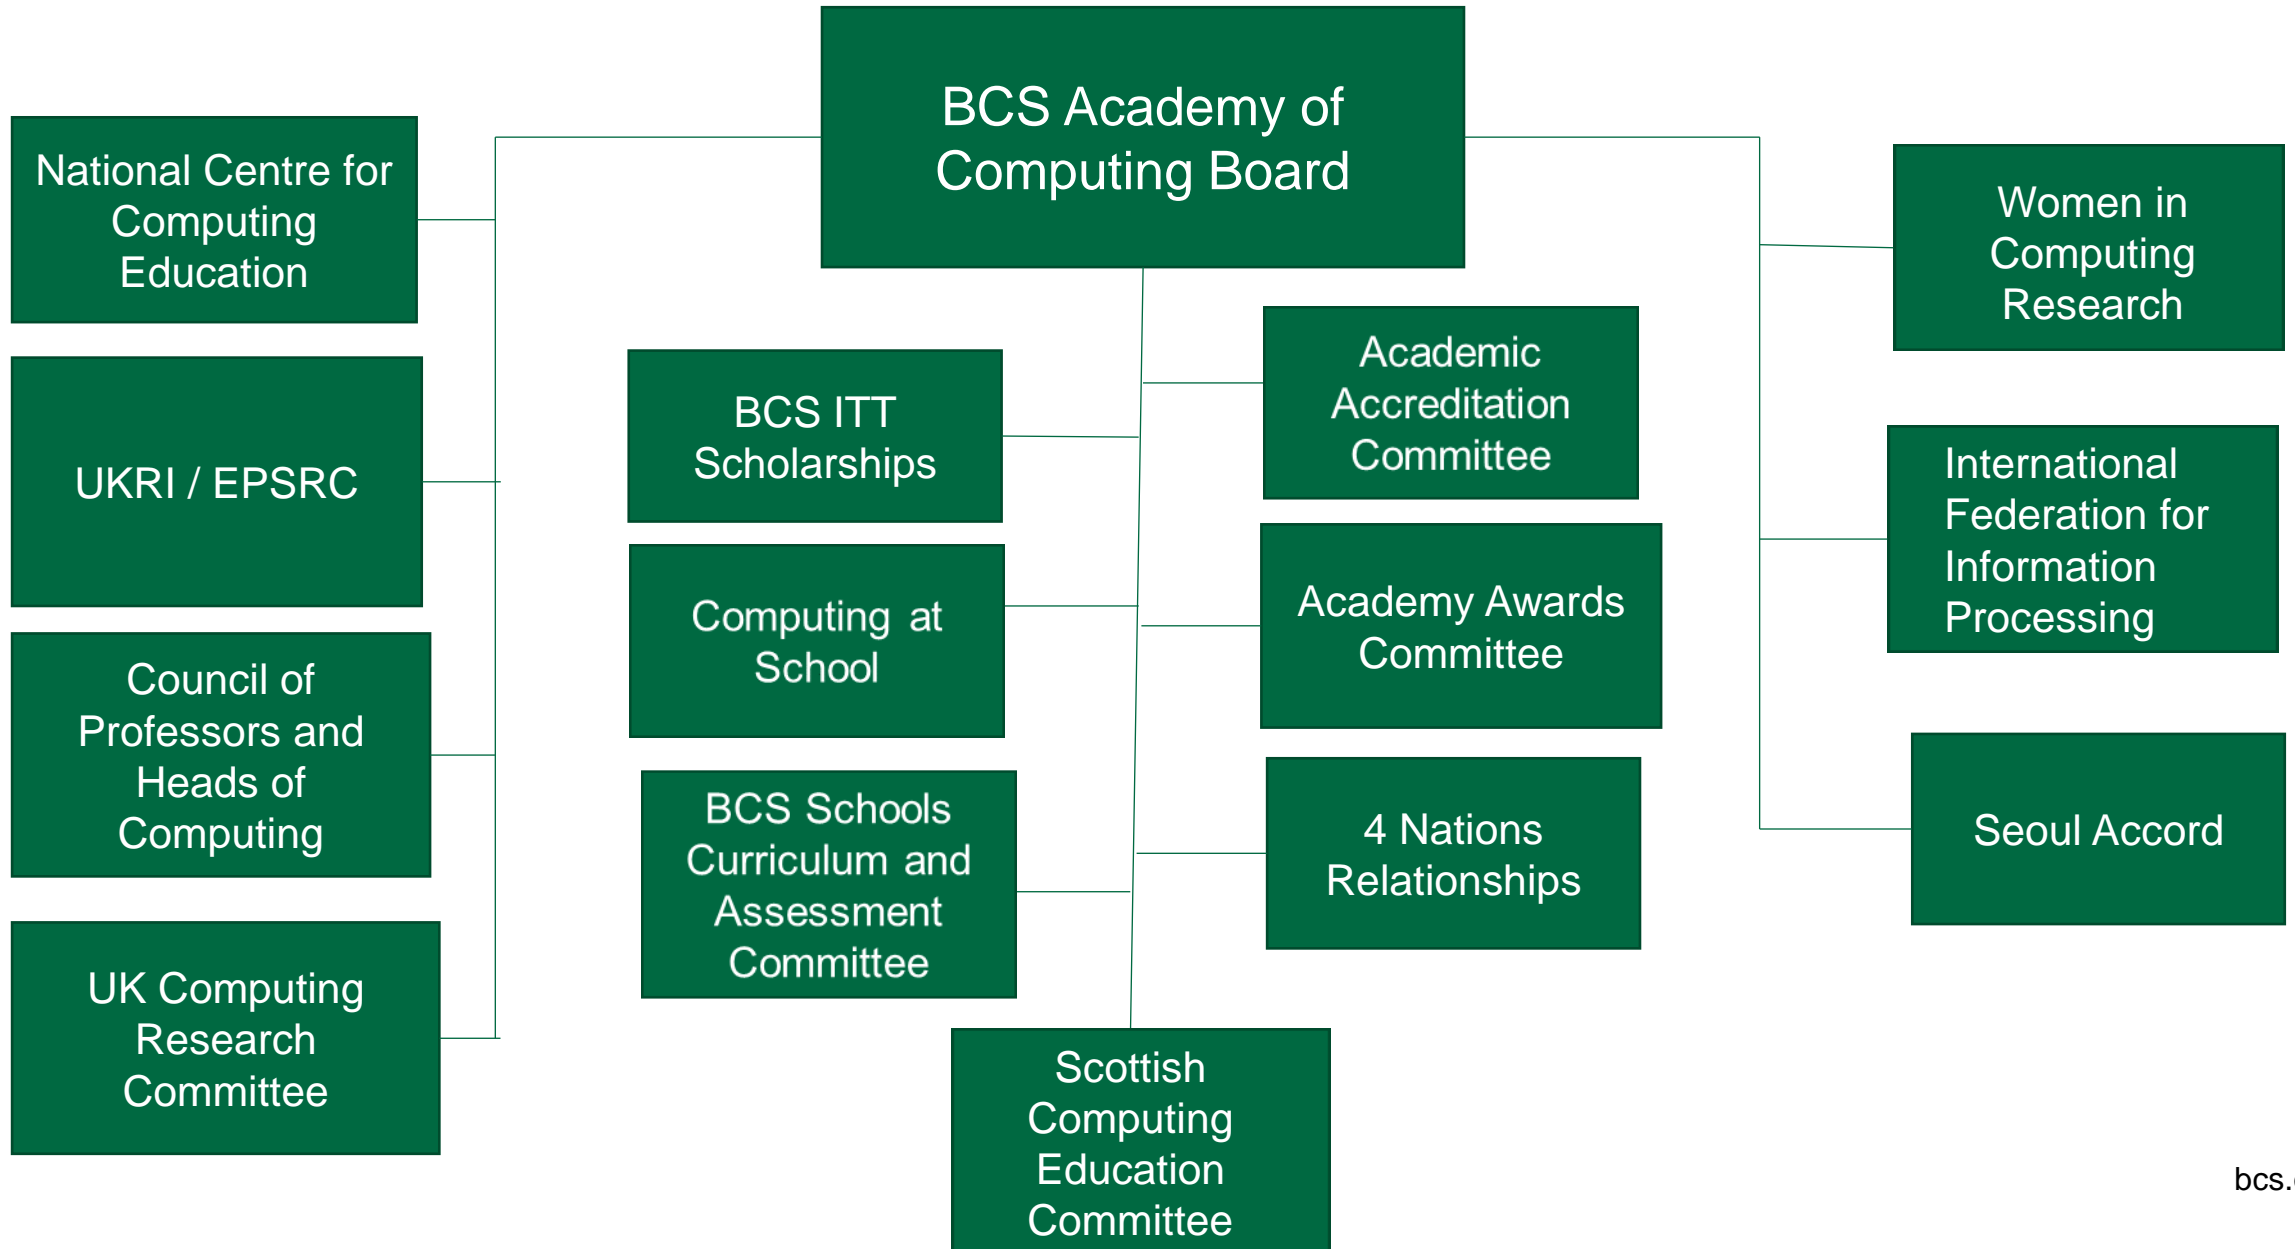 BCS Academy of
Computing Board
National Centre for
Computing
Education
UKRI / EPSRC
Council of
Professors and
Heads of
Computing
UK Computing
Research
Committee
BCS ITT
Scholarships
Computing at
School
BCS Schools
Curriculum and
Assessment
Committee
Academic
Accreditation
Committee
Academy Awards
Committee
4 Nations
Relationships
Scottish
Computing
Education
Committee
Women in
Computing
Research
International
Federation for
Information
Processing
Seoul Accord
bcs.